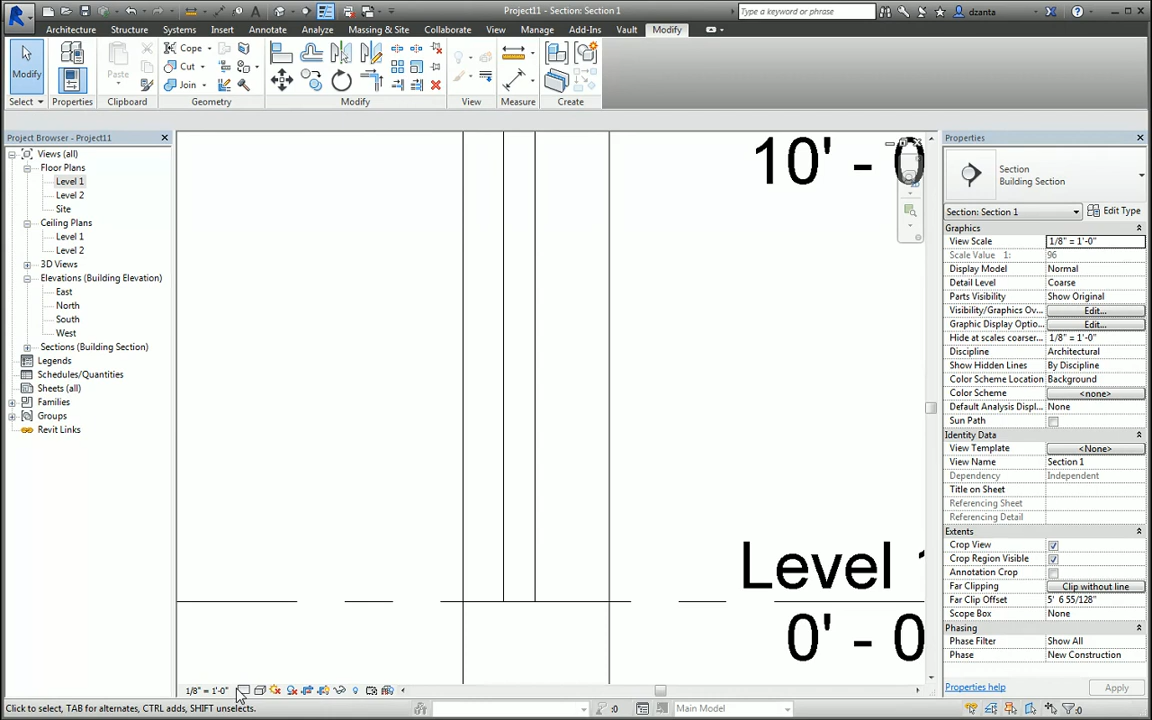 Project11 - Section: Section 1
Type a keyword or phrase
dzanta
Architecture Structure Systems Insert Annotate Analyze Massing & Site Collaborate View Manage Add-Ins Vault Modify
Modify
Paste
Cope
Cut
Join
Select Properties Clipboard Geometry Modify View Measure Create
Project Browser - Project11
Views (all)
Floor Plans
Level 1
Level 2
Site
Ceiling Plans
Level 1
Level 2
3D Views
Elevations (Building Elevation)
East
North
South
West
Sections (Building Section)
Legends
Schedules/Quantities
Sheets (all)
Families
Groups
Revit Links
10' - 0
Level 1
0' - 0
Properties
Section
Building Section
Section: Section 1
Edit Type
Graphics
View Scale 1/8" = 1'-0"
Scale Value 1: 96
Display Model Normal
Detail Level Coarse
Parts Visibility Show Original
Visibility/Graphics Ov... Edit...
Graphic Display Optio... Edit...
Hide at scales coarser... 1/8" = 1'-0"
Discipline Architectural
Show Hidden Lines By Discipline
Color Scheme Location Background
Color Scheme <none>
Default Analysis Displ... None
Sun Path
Identity Data
View Template <None>
View Name Section 1
Dependency Independent
Title on Sheet
Referencing Sheet
Referencing Detail
Extents
Crop View
Crop Region Visible
Annotation Crop
Far Clipping Clip without line
Far Clip Offset 5' 6 55/128"
Scope Box None
Phasing
Phase Filter Show All
Phase New Construction
Properties help
Apply
1/8" = 1'-0"
Click to select, TAB for alternates, CTRL adds, SHIFT unselects.
:0
Main Model
:0